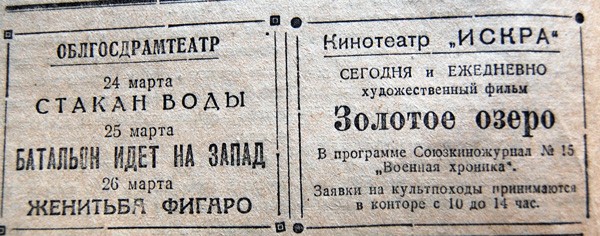 ОБЛГОСДРАМТЕАТР
24 марта
СТАКАН ВОДЫ
25 марта
БАТАЛЬОН ИДЕТ НА ЗАПАД
26 марта
ЖЕНИТЬБА ФИГАРО
Кинотеатр „ИСКРА“
СЕГОДНЯ и ЕЖЕДНЕВНО
художественный фильм
Золотое озеро
В программе Союзкиножурнал № 15
„Военная хроника“.
Заявки на культпоходы принимаются
в конторе с 10 до 14 час.